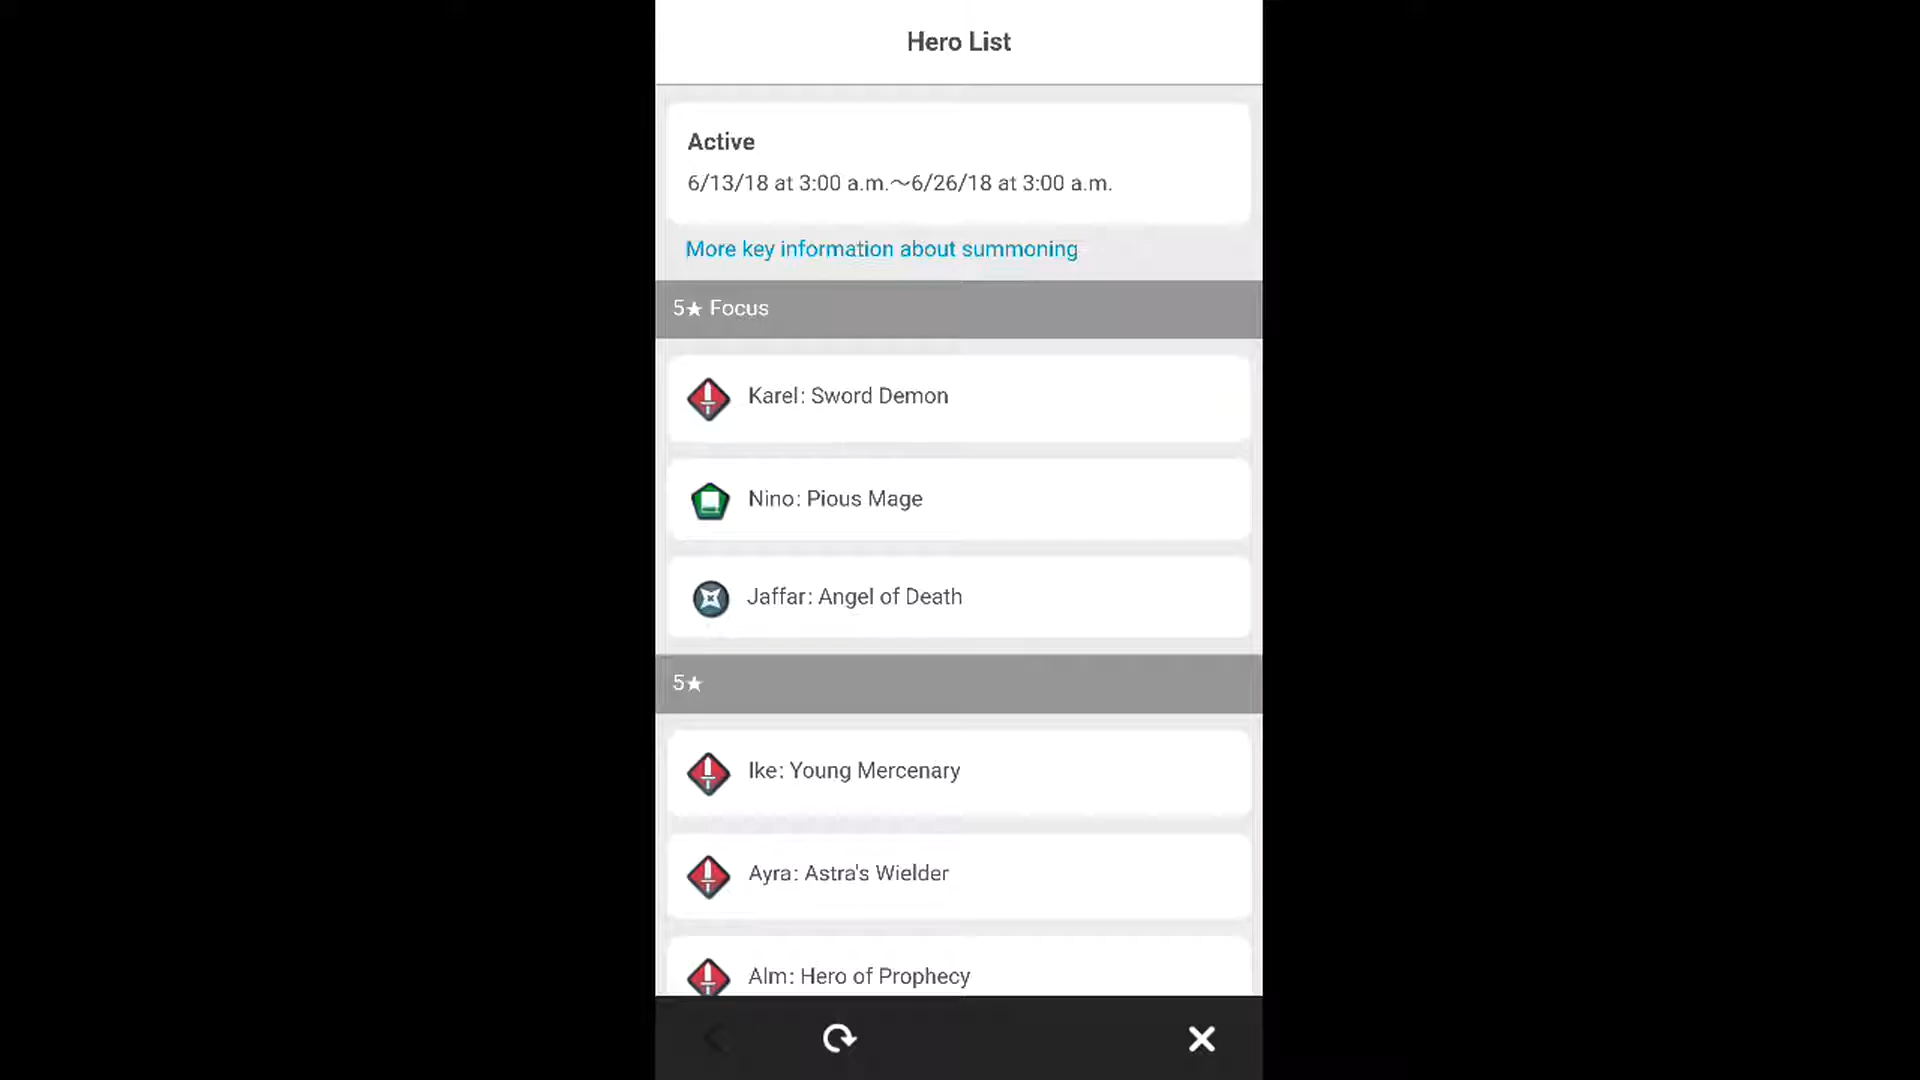 Hero List
Active
6/13/18 at 3:00 a.m.〜6/26/18 at 3:00 a.m.
More key information about summoning
5★ Focus
Karel: Sword Demon
Nino: Pious Mage
Jaffar: Angel of Death
5★
Ike: Young Mercenary
Ayra: Astra's Wielder
Alm: Hero of Prophecy